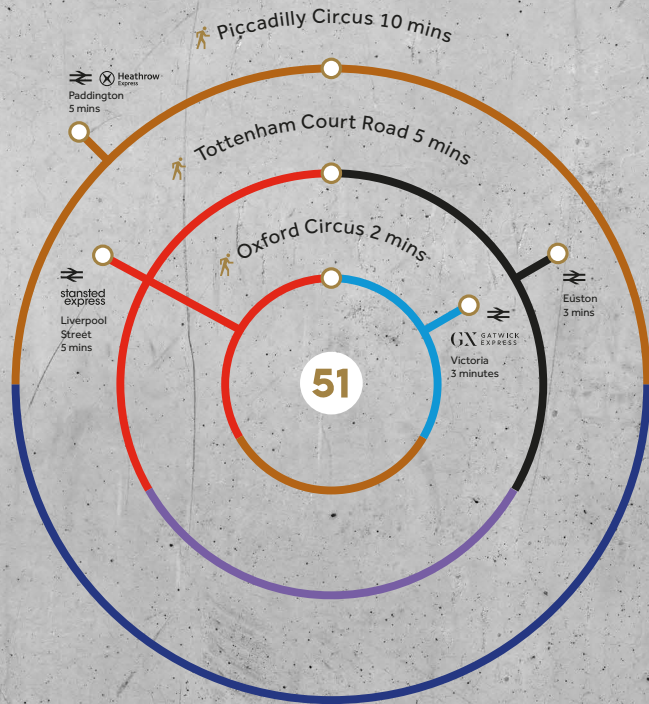 Piccadilly Circus 10 mins
Heathrow
Express
Paddington
5 mins
Tottenham Court Road 5 mins
Oxford Circus 2 mins
stansted
express
Liverpool
Street
5 mins
Euston
3 mins
GX GATWICK
EXPRESS
Victoria
3 minutes
51